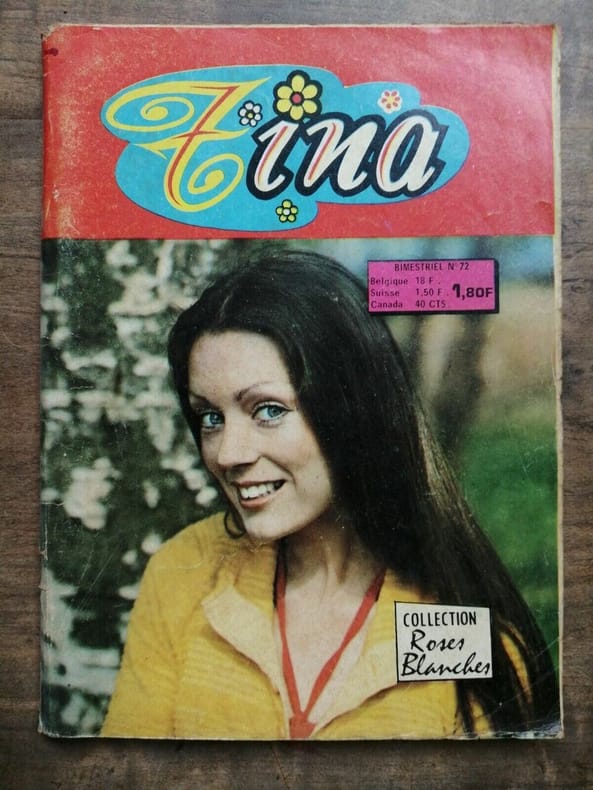 Tina
BIMESTRIEL N° 72
Belgique 18 F.
Suisse 1,50 F.
Canada 40 CTS
1,80F
COLLECTION
Roses
Blanches